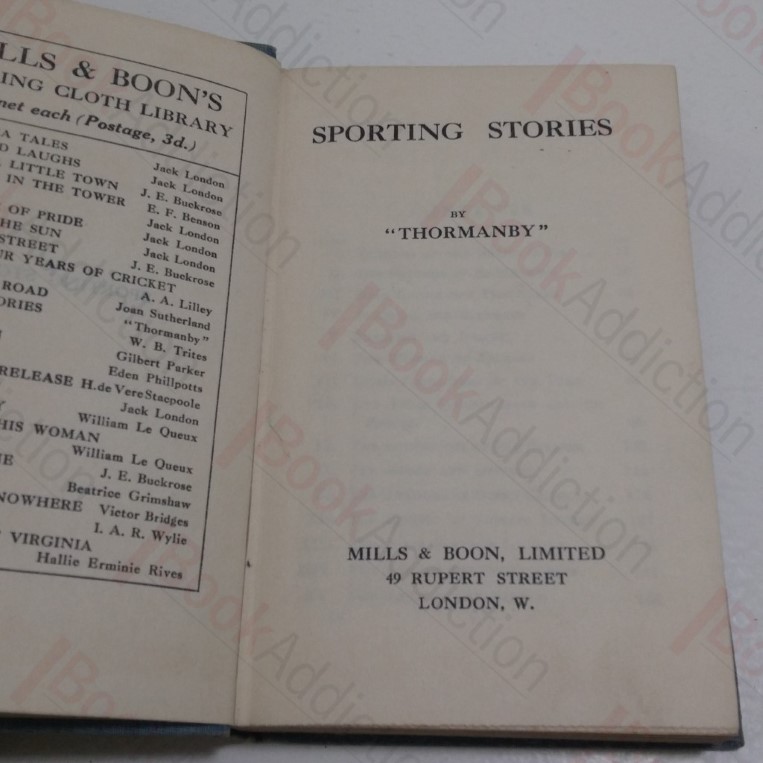 LLS & BOON'S
ING CLOTH LIBRARY
net each (Postage, 3d.)
A TALES
Jack London
D LAUGHS
Jack London
LITTLE TOWN
J. E. Buckrose
IN THE TOWER
E. F. Benson
OF PRIDE
Jack London
HE SUN
Jack London
STREET
J. E. Buckrose
UR YEARS OF CRICKET
A. A. Lilley
ROAD
Joan Sutherland
ORIES
"Thormanby"
W. B. Trites
Gilbert Parker
Eden Phillpotts
RELEASE H. de Vere Stacpoole
Jack London
William Le Queux
HIS WOMAN
William Le Queux
NE
J. E. Buckrose
Beatrice Grimshaw
NOWHERE Victor Bridges
I. A. R. Wylie
VIRGINIA
Hallie Erminie Rives
SPORTING STORIES
BY
"THORMANBY"
MILLS & BOON, LIMITED
49 RUPERT STREET
LONDON, W.
BookAddiction